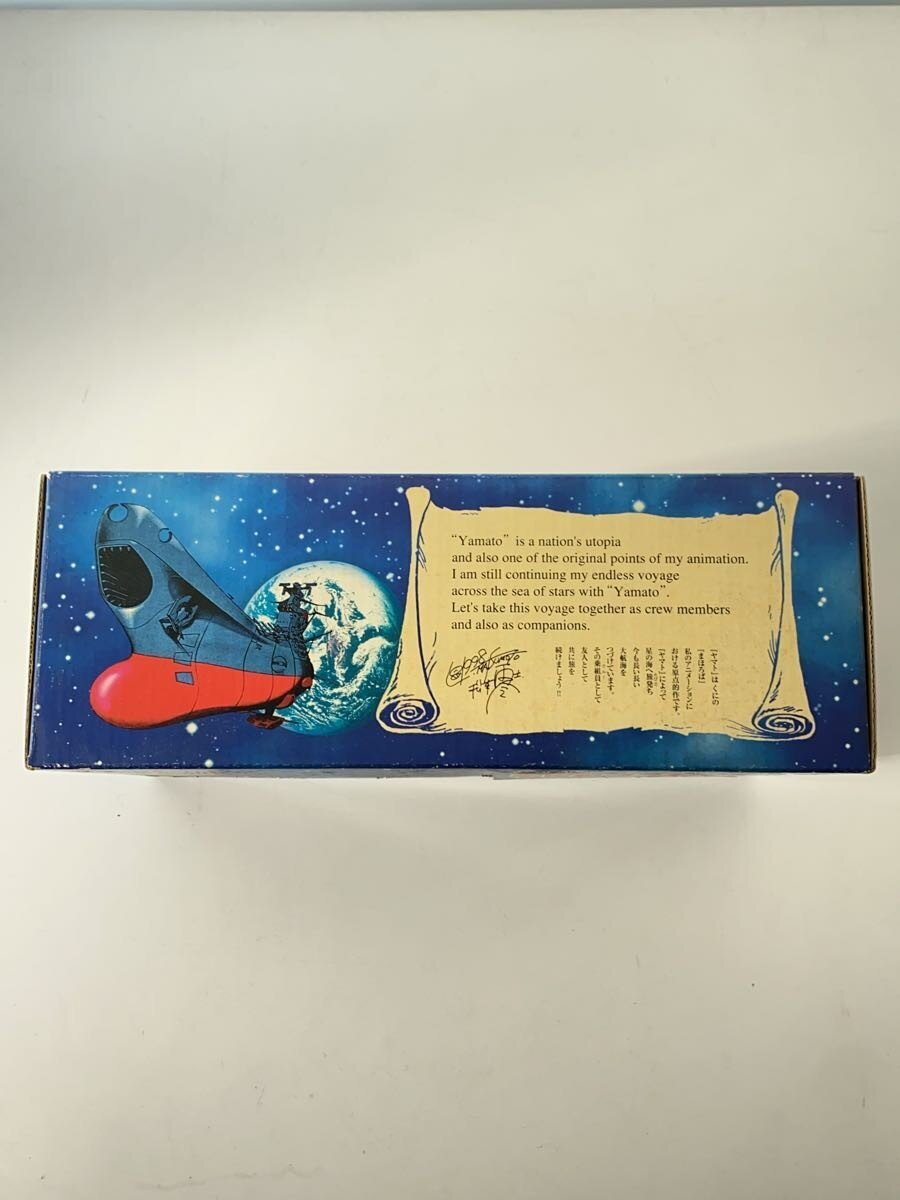 “Yamato” is a nation's utopia
and also one of the original points of my animation.
I am still continuing my endless voyage
across the sea of stars with “Yamato”.
Let's take this voyage together as crew members
and also as companions.
「ヤマト」はくにの
「まほろば」
私のアニメーションに
おける原点的作です。
「ヤマト」によって
星の海へ旅発ち
今も長い長い
大航海を
つづけています。
その乗組員として
友人として
共に旅を
続けましょう!!